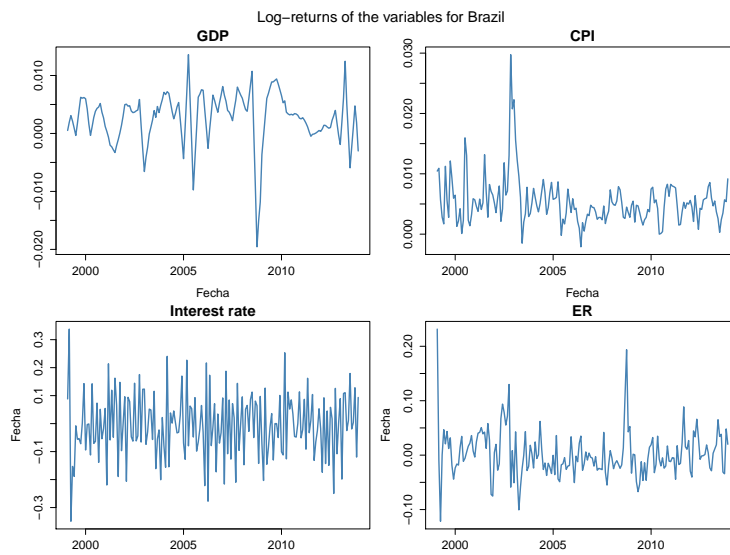 Log−returns of the variables for Brazil
GDP
0.010
0.000
−0.010
−0.020
2000 2005 2010
Fecha
CPI
0.030
0.020
0.010
0.000
2000 2005 2010
Fecha
Interest rate
Fecha
0.3
0.1
−0.1
−0.3
2000 2005 2010
ER
Fecha
0.20
0.10
0.00
−0.10
2000 2005 2010